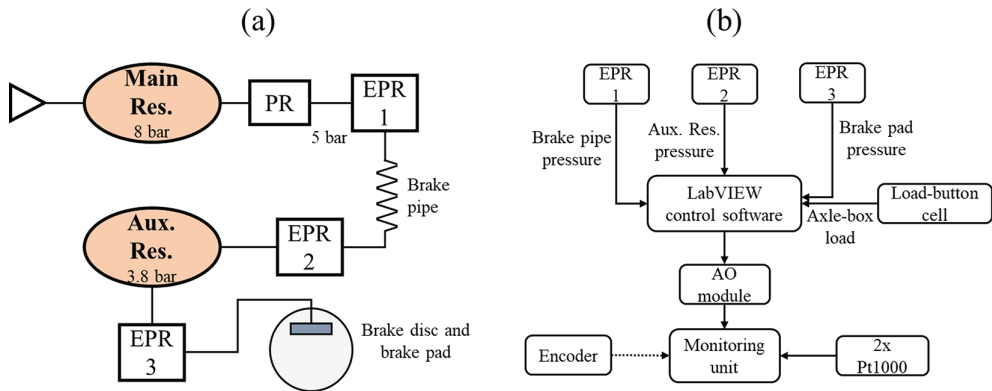 (a)
Main
Res.
8 bar
PR
5 bar
EPR
1
Brake
pipe
Aux.
Res.
3.8 bar
EPR
2
EPR
3
Brake disc and
brake pad
(b)
EPR
1
EPR
2
EPR
3
Brake pipe
pressure
Aux. Res.
pressure
Brake pad
pressure
LabVIEW
control software
Load-button
cell
Axle-box
load
AO
module
Encoder
Monitoring
unit
2x
Pt1000